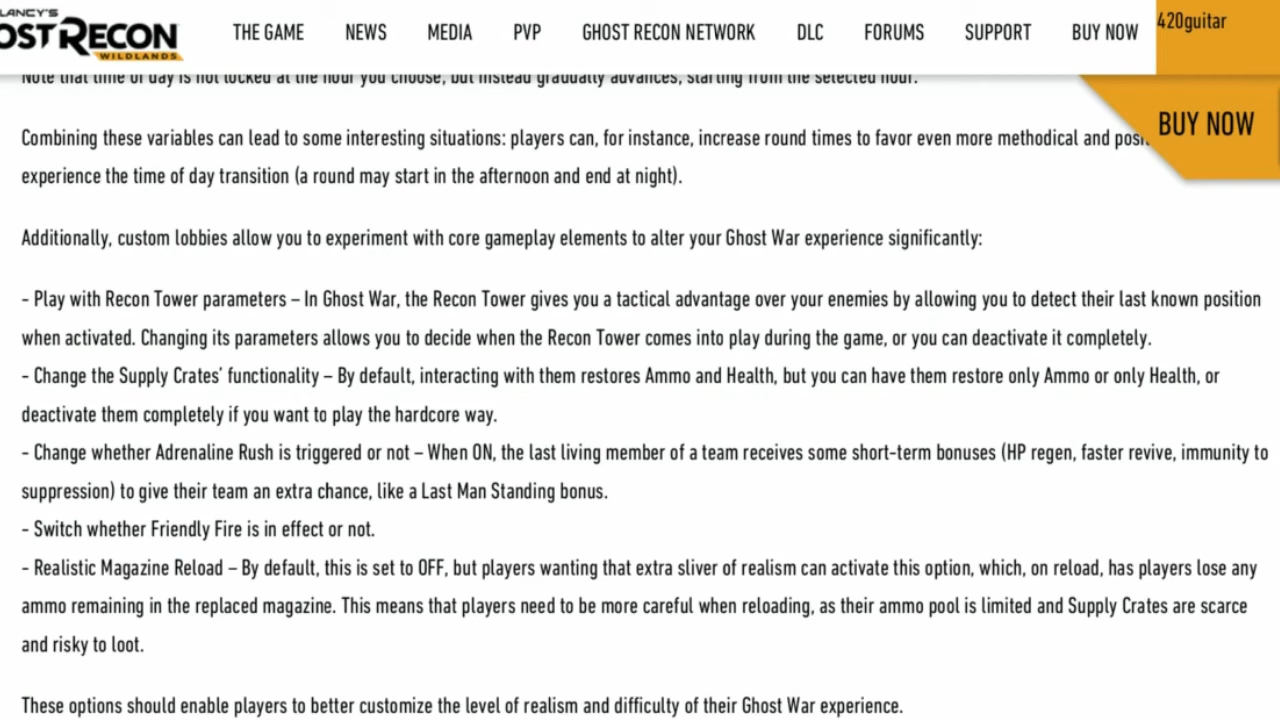 LANCY'S
OST RECON
WILDLANDS
THE GAME NEWS MEDIA PVP GHOST RECON NETWORK DLC FORUMS SUPPORT BUY NOW
420guitar
BUY NOW
Note that time of day is not locked at the hour you choose, but instead gradually advances, starting from the selected hour.
Combining these variables can lead to some interesting situations: players can, for instance, increase round times to favor even more methodical and posi
experience the time of day transition (a round may start in the afternoon and end at night).
Additionally, custom lobbies allow you to experiment with core gameplay elements to alter your Ghost War experience significantly:
- Play with Recon Tower parameters – In Ghost War, the Recon Tower gives you a tactical advantage over your enemies by allowing you to detect their last known position
when activated. Changing its parameters allows you to decide when the Recon Tower comes into play during the game, or you can deactivate it completely.
- Change the Supply Crates' functionality – By default, interacting with them restores Ammo and Health, but you can have them restore only Ammo or only Health, or
deactivate them completely if you want to play the hardcore way.
- Change whether Adrenaline Rush is triggered or not – When ON, the last living member of a team receives some short-term bonuses (HP regen, faster revive, immunity to
suppression) to give their team an extra chance, like a Last Man Standing bonus.
- Switch whether Friendly Fire is in effect or not.
- Realistic Magazine Reload – By default, this is set to OFF, but players wanting that extra sliver of realism can activate this option, which, on reload, has players lose any
ammo remaining in the replaced magazine. This means that players need to be more careful when reloading, as their ammo pool is limited and Supply Crates are scarce
and risky to loot.
These options should enable players to better customize the level of realism and difficulty of their Ghost War experience.